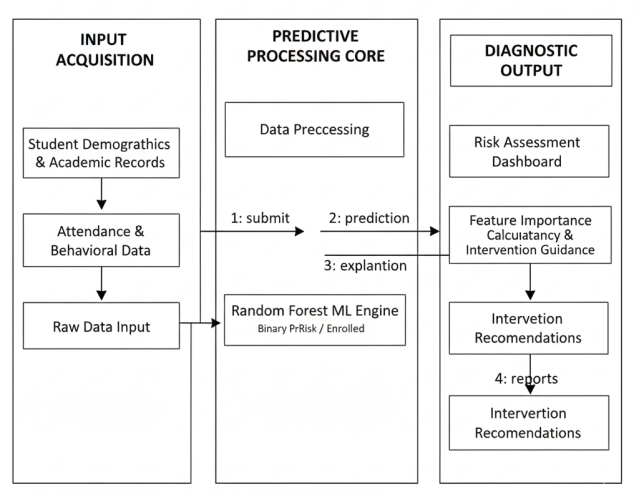 INPUT
ACQUISITION
Student Demograthics
& Academic Records
Attendance &
Behavioral Data
Raw Data Input
PREDICTIVE
PROCESSING CORE
Data Preccessing
1: submit
2: prediction
3: explantion
Random Forest ML Engine
Binary PrRisk / Enrolled
DIAGNOSTIC
OUTPUT
Risk Assessment
Dashboard
Feature Importance
Calcuıatancy &
Intervention Guidance
Intervetion
Recomendations
4: reports
Intervertion
Recomendations